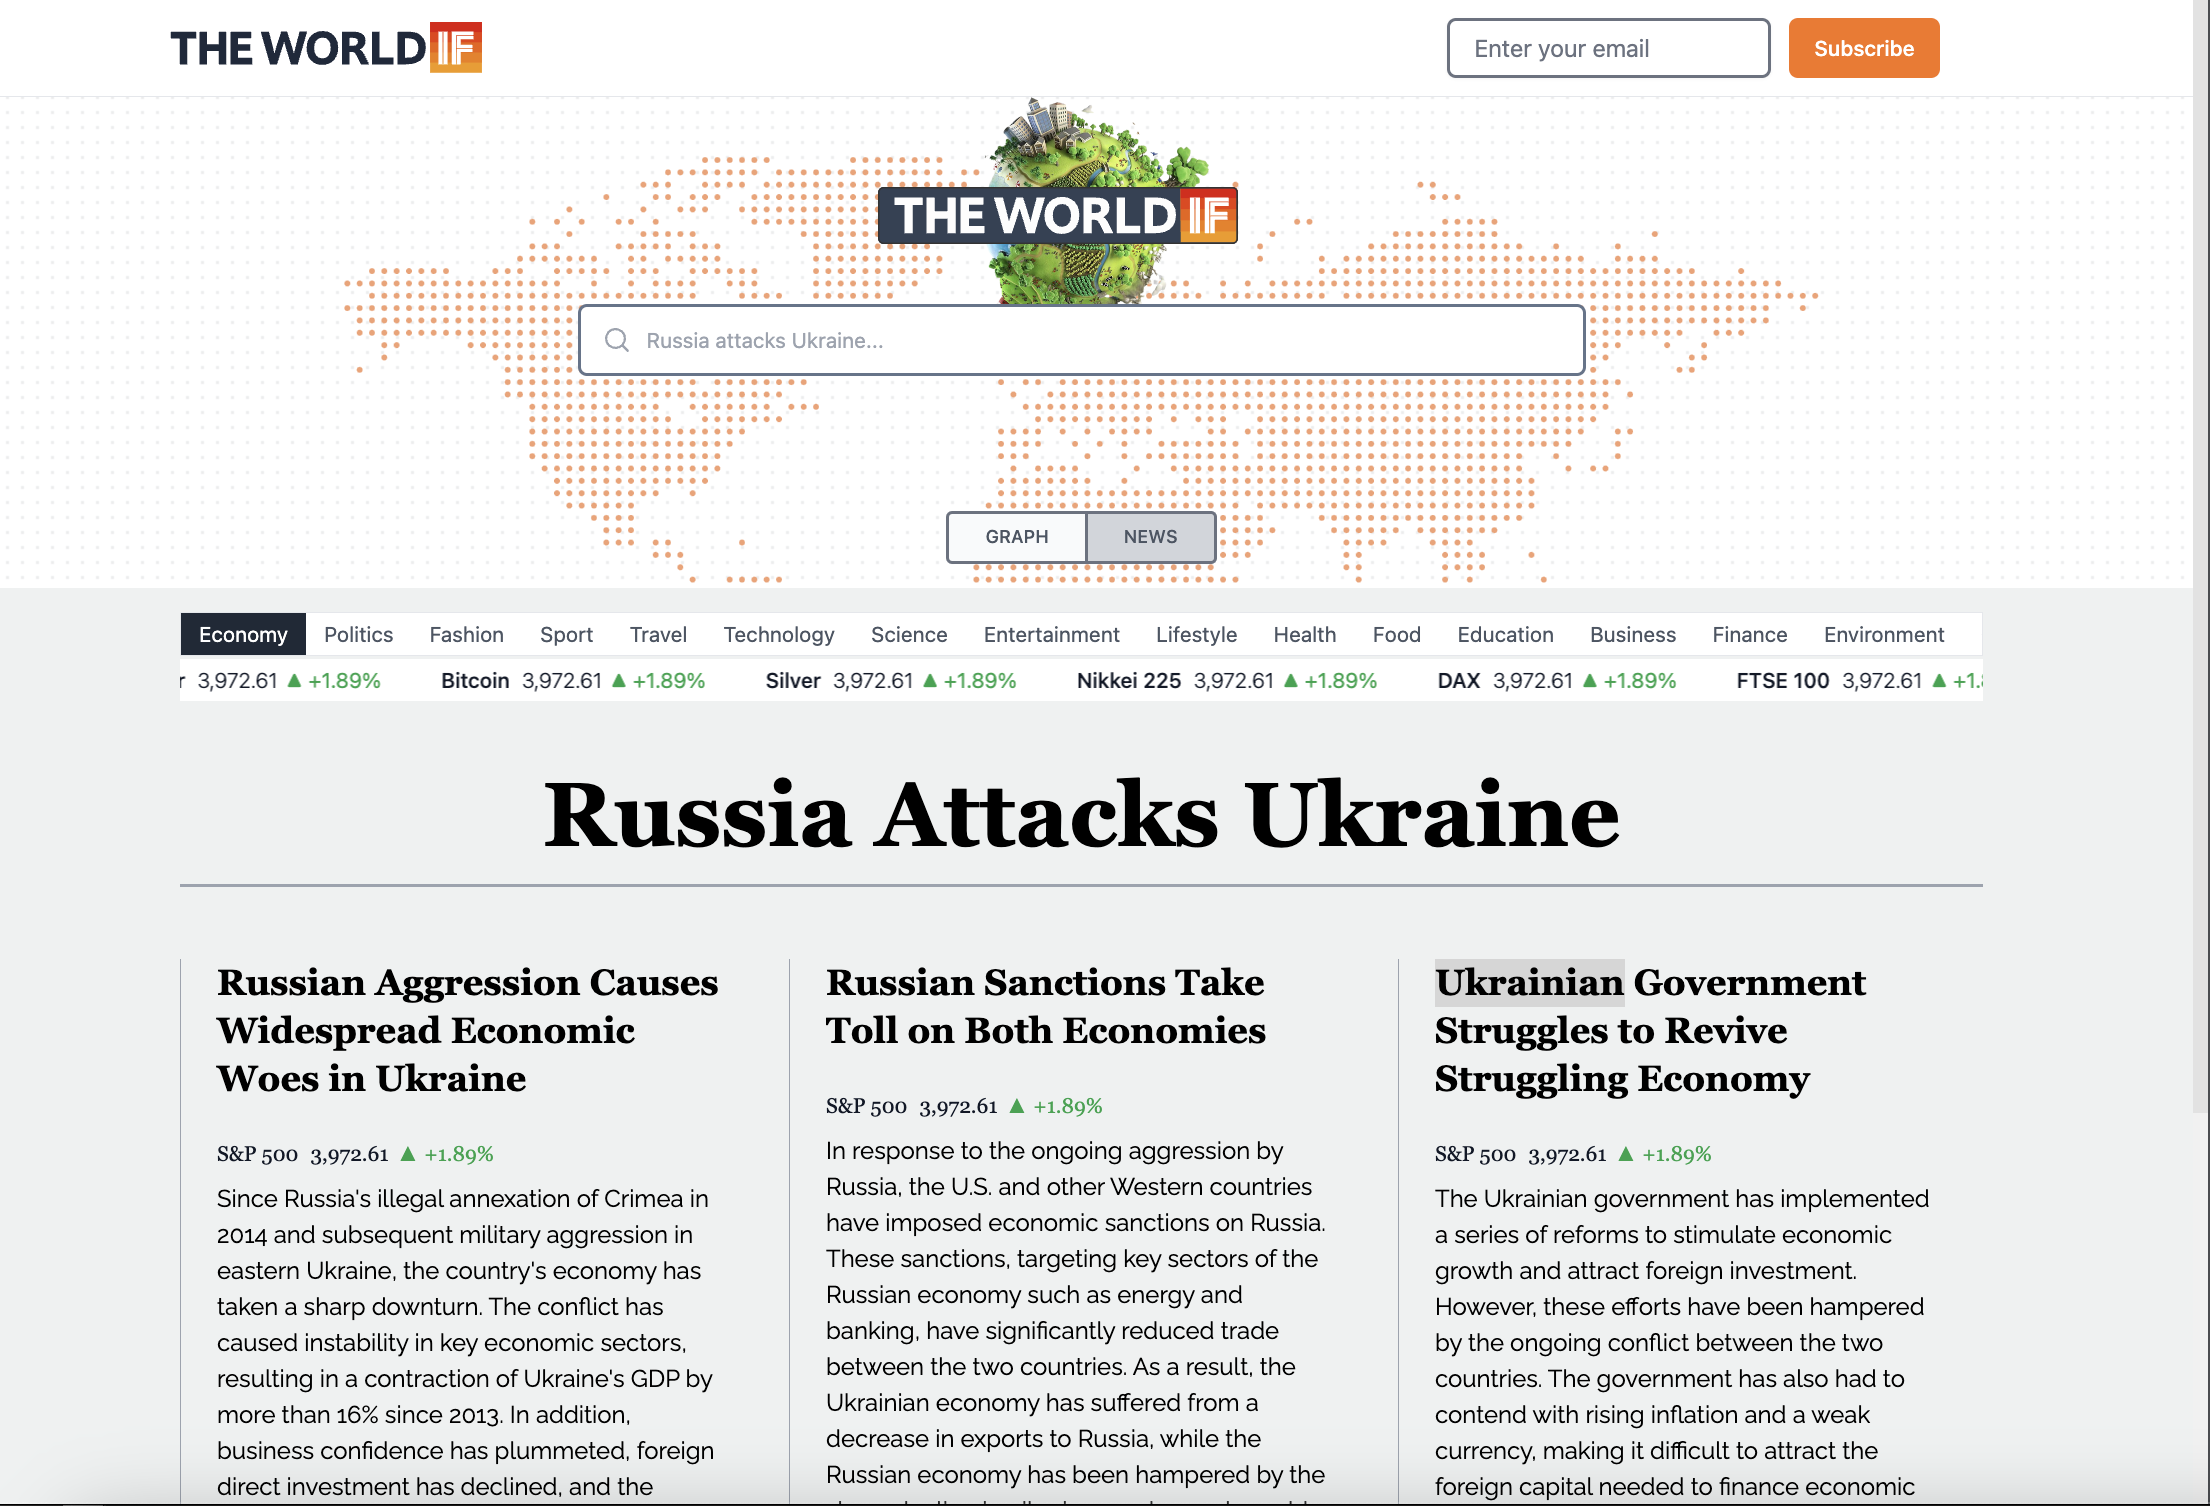 THE WORLD IF
Enter your email
Subscribe
THE WORLD IF
Russia attacks Ukraine...
GRAPH NEWS
Economy Politics Fashion Sport Travel Technology Science Entertainment Lifestyle Health Food Education Business Finance Environment
r 3,972.61 ▲ +1.89% Bitcoin 3,972.61 ▲ +1.89% Silver 3,972.61 ▲ +1.89% Nikkei 225 3,972.61 ▲ +1.89% DAX 3,972.61 ▲ +1.89% FTSE 100 3,972.61 ▲
Russia Attacks Ukraine
Russian Aggression Causes
Widespread Economic
Woes in Ukraine
S&P 500 3,972.61 ▲ +1.89%
Since Russia's illegal annexation of Crimea in
2014 and subsequent military aggression in
eastern Ukraine, the country's economy has
taken a sharp downturn. The conflict has
caused instability in key economic sectors,
resulting in a contraction of Ukraine's GDP by
more than 16% since 2013. In addition,
business confidence has plummeted, foreign
direct investment has declined, and the
Russian Sanctions Take
Toll on Both Economies
S&P 500 3,972.61 ▲ +1.89%
In response to the ongoing aggression by
Russia, the U.S. and other Western countries
have imposed economic sanctions on Russia.
These sanctions, targeting key sectors of the
Russian economy such as energy and
banking, have significantly reduced trade
between the two countries. As a result, the
Ukrainian economy has suffered from a
decrease in exports to Russia, while the
Russian economy has been hampered by the
Ukrainian Government
Struggles to Revive
Struggling Economy
S&P 500 3,972.61 ▲ +1.89%
The Ukrainian government has implemented
a series of reforms to stimulate economic
growth and attract foreign investment.
However, these efforts have been hampered
by the ongoing conflict between the two
countries. The government has also had to
contend with rising inflation and a weak
currency, making it difficult to attract the
foreign capital needed to finance economic